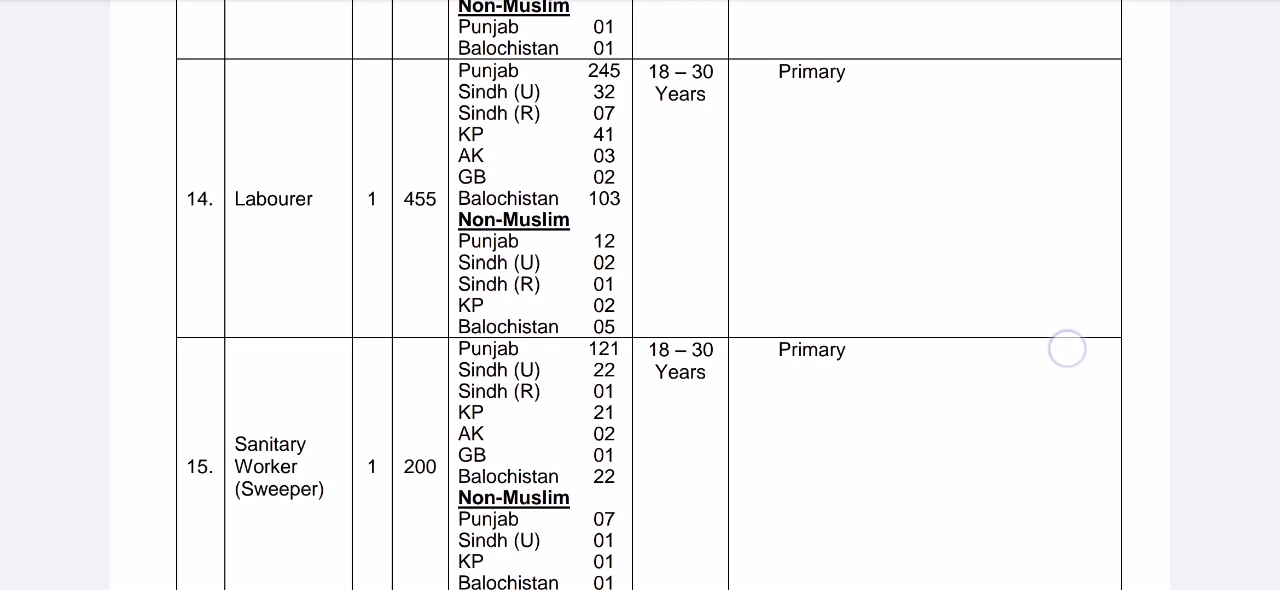 Non-Muslim
Punjab 01
Balochistan 01
Punjab 245 18 – 30 Primary
Sindh (U) 32 Years
Sindh (R) 07
KP 41
AK 03
GB 02
14. Labourer 1 455 Balochistan 103
Non-Muslim
Punjab 12
Sindh (U) 02
Sindh (R) 01
KP 02
Balochistan 05
Punjab 121 18 – 30 Primary
Sindh (U) 22 Years
Sindh (R) 01
KP 21
AK 02
Sanitary
GB 01
15. Worker 1 200
Balochistan 22
(Sweeper)
Non-Muslim
Punjab 07
Sindh (U) 01
KP 01
Balochistan 01